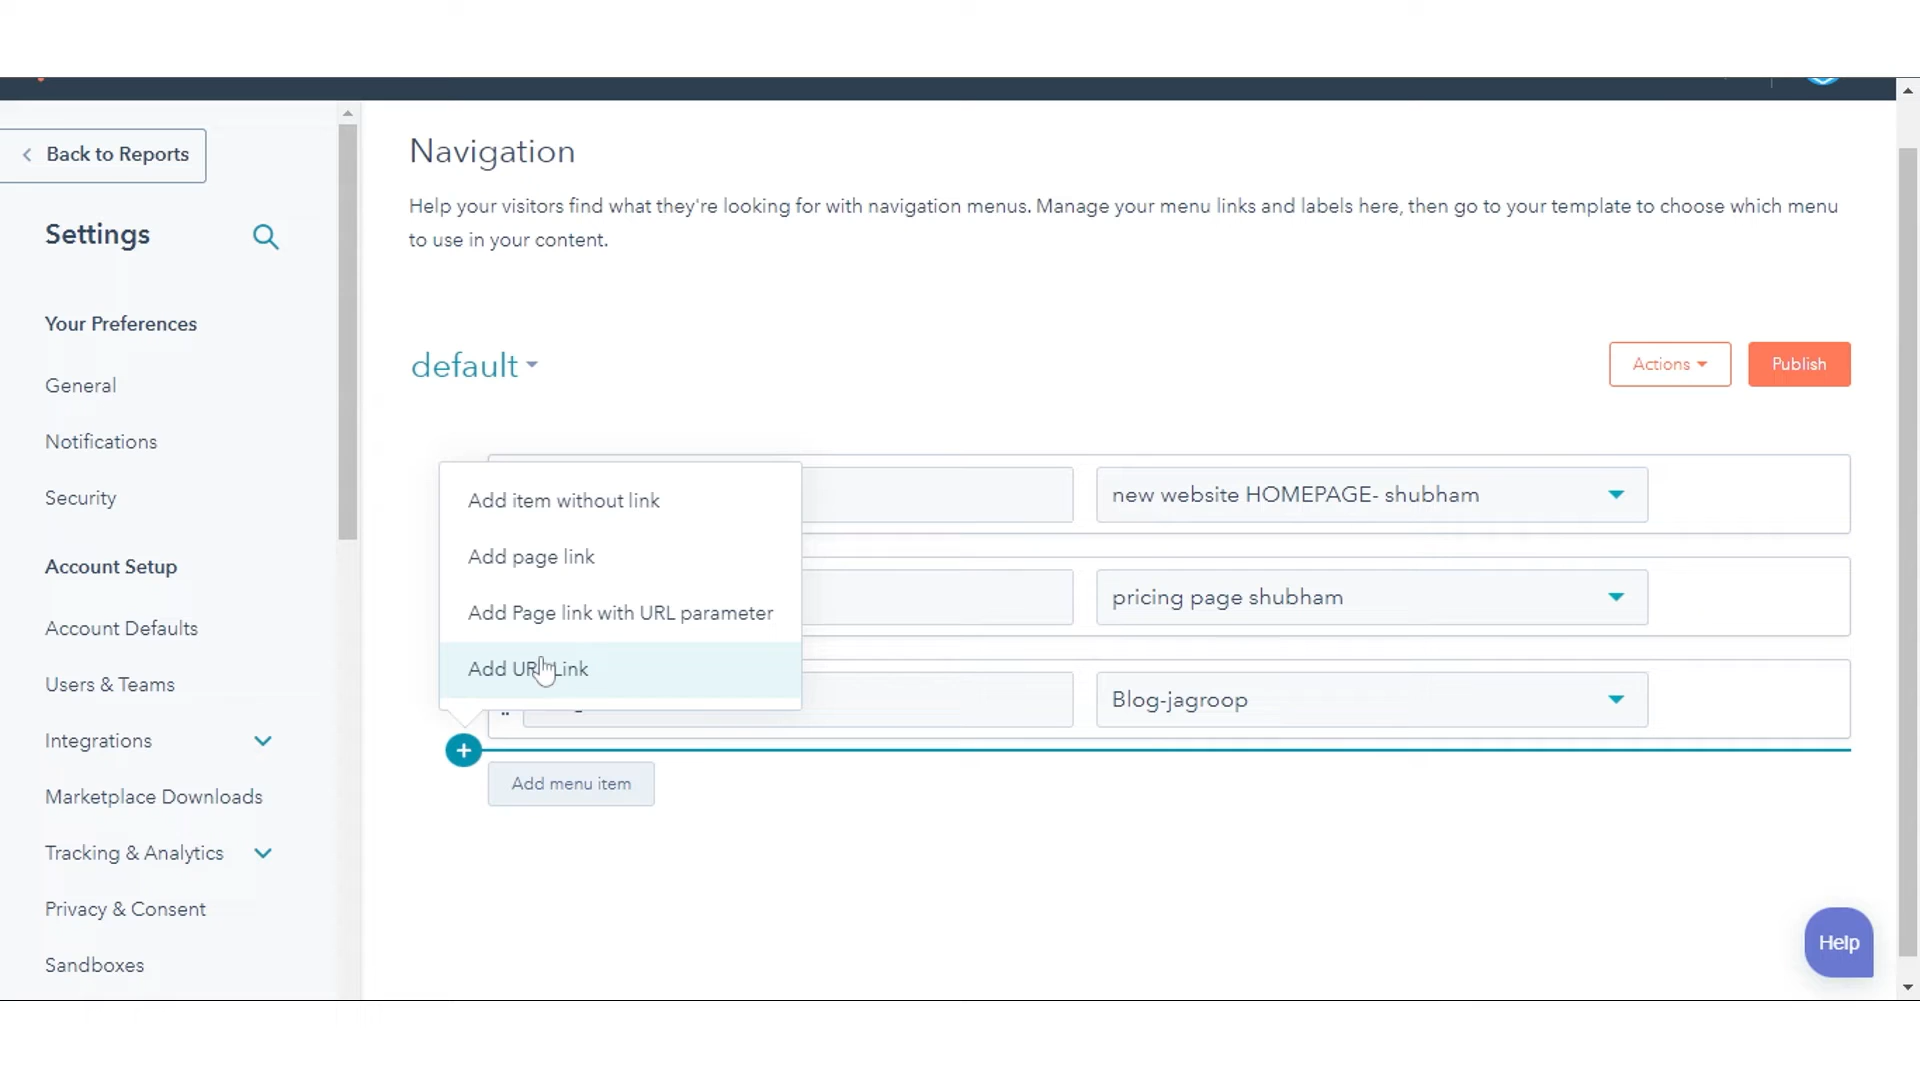 Back to Reports
Settings
Your Preferences
General
Notifications
Security
Account Setup
Account Defaults
Users & Teams
Integrations
Marketplace Downloads
Tracking & Analytics
Privacy & Consent
Sandboxes
Navigation
Help your visitors find what they're looking for with navigation menus. Manage your menu links and labels here, then go to your template to choose which menu
to use in your content.
default
Actions
Publish
Add item without link
Add page link
Add Page link with URL parameter
Add URL Link
new website HOMEPAGE- shubham
pricing page shubham
Blog-jagroop
Add menu item
Help